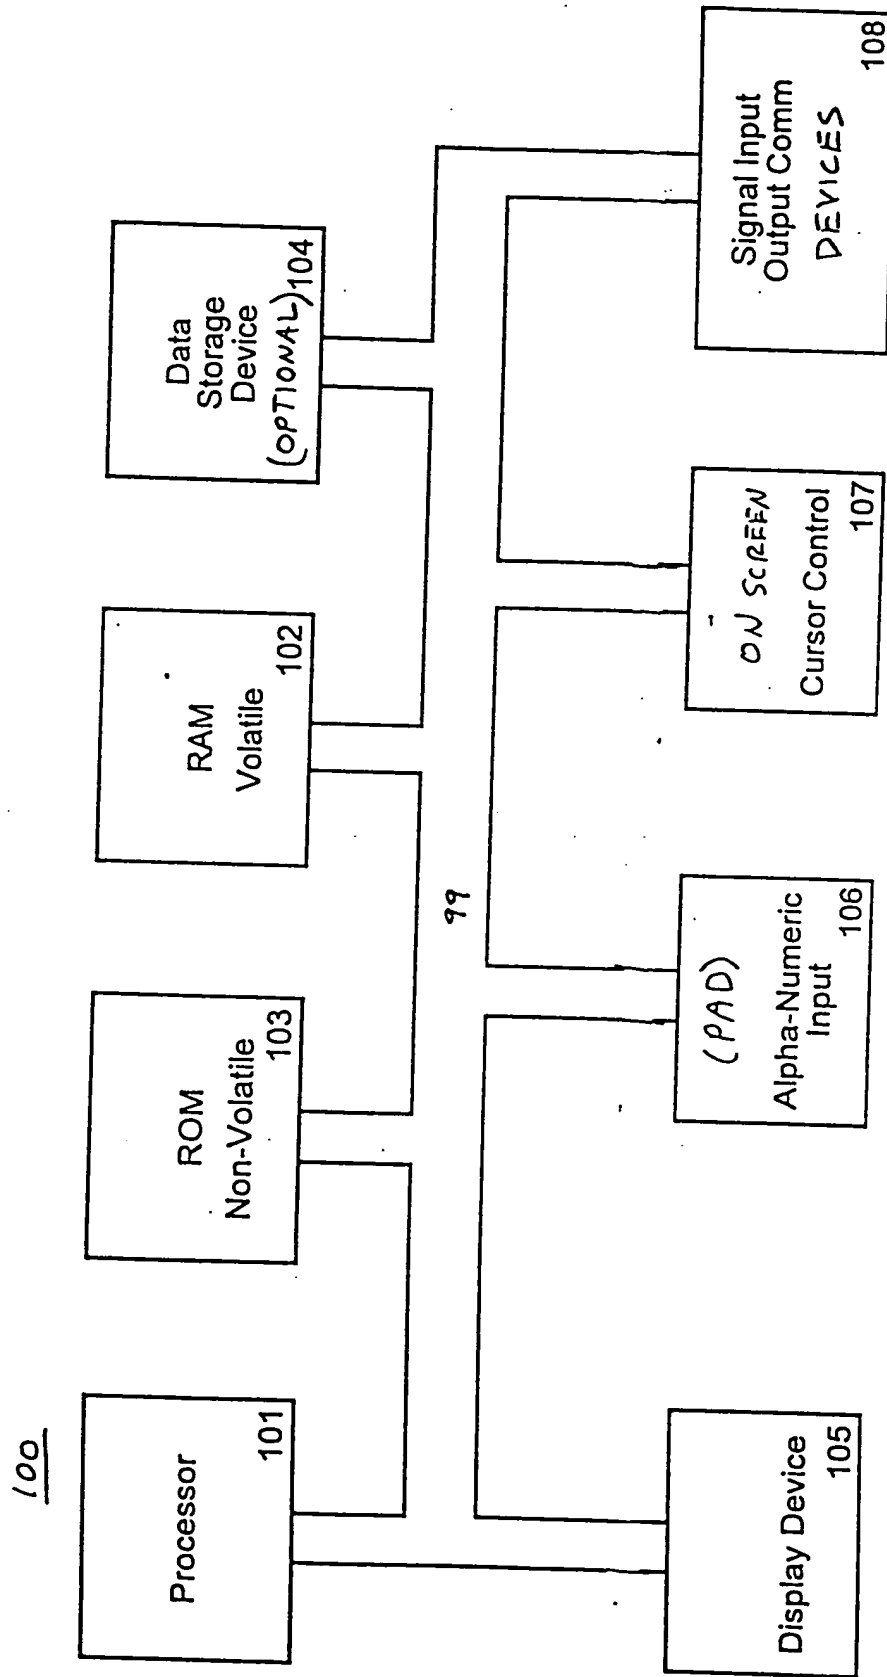 100
Processor
101
ROM
Non-Volatile
103
RAM
Volatile
102
Data
Storage
Device
(OPTIONAL)
104
99
Display Device
105
(PAD)
Alpha-Numeric
Input
106
ON SCREEN
Cursor Control
107
Signal Input
Output Comm
DEVICES
108